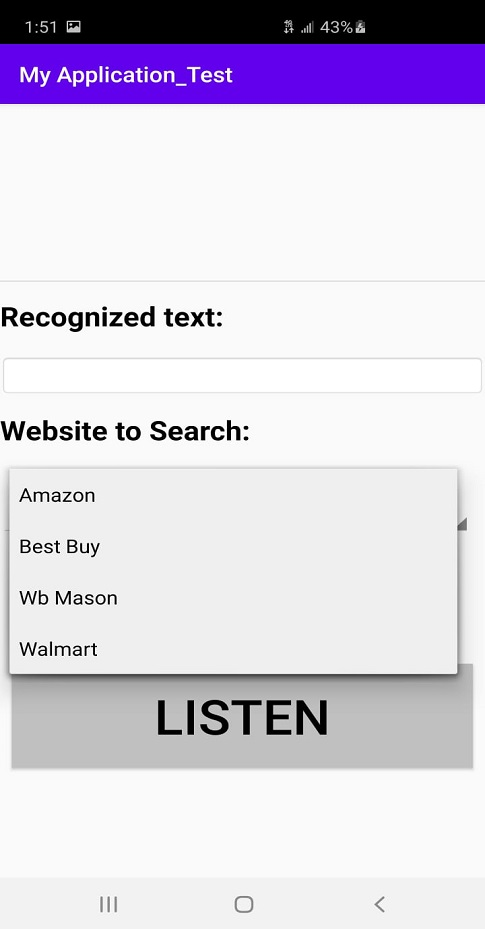 1:51
43%
My Application_Test
Recognized text:
Website to Search:
Amazon
Best Buy
Wb Mason
Walmart
LISTEN